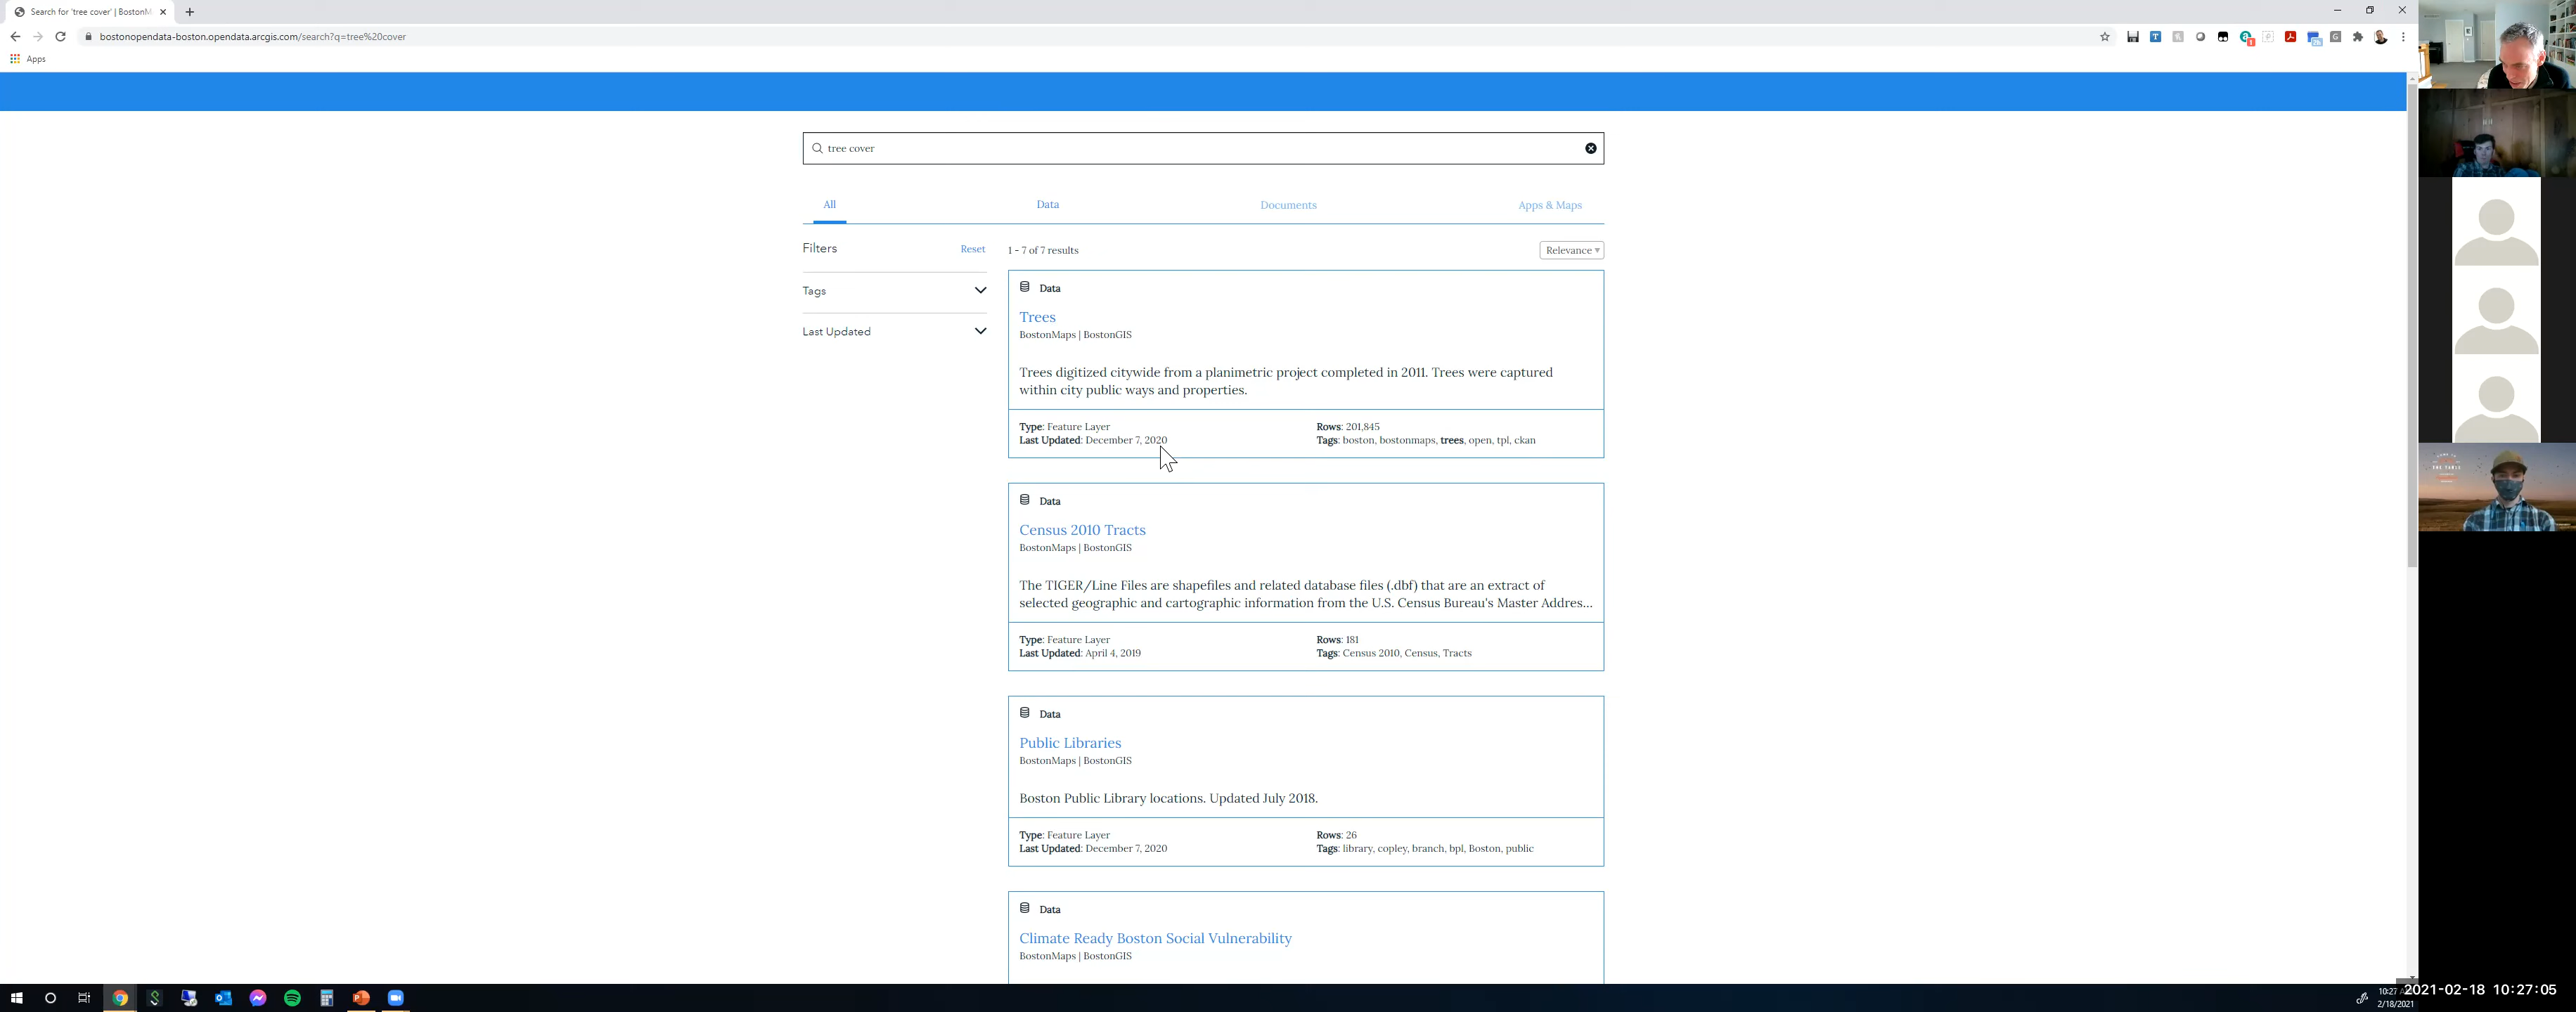 Search for 'tree cover' | BostonM
bostonopendata-boston.opendata.arcgis.com/search?q=tree%20cover
Apps
tree cover
All
Data
Documents
Apps & Maps
Filters
Reset
1 - 7 of 7 results
Relevance
Tags
Last Updated
Data
Trees
BostonMaps | BostonGIS
Trees digitized citywide from a planimetric project completed in 2011. Trees were captured
within city public ways and properties.
Type: Feature Layer
Rows: 201,845
Last Updated: December 7, 2020
Tags: boston, bostonmaps, trees, open, tpl, ckan
Data
Census 2010 Tracts
BostonMaps | BostonGIS
The TIGER/Line Files are shapefiles and related database files (.dbf) that are an extract of
selected geographic and cartographic information from the U.S. Census Bureau's Master Addres...
Type: Feature Layer
Rows: 181
Last Updated: April 4, 2019
Tags: Census 2010, Census, Tracts
Data
Public Libraries
BostonMaps | BostonGIS
Boston Public Library locations. Updated July 2018.
Type: Feature Layer
Rows: 26
Last Updated: December 7, 2020
Tags: library, copley, branch, bpl, Boston, public
Data
Climate Ready Boston Social Vulnerability
BostonMaps | BostonGIS
THE TABLE
10:27
2/18/2021
2021-02-18 10:27:05